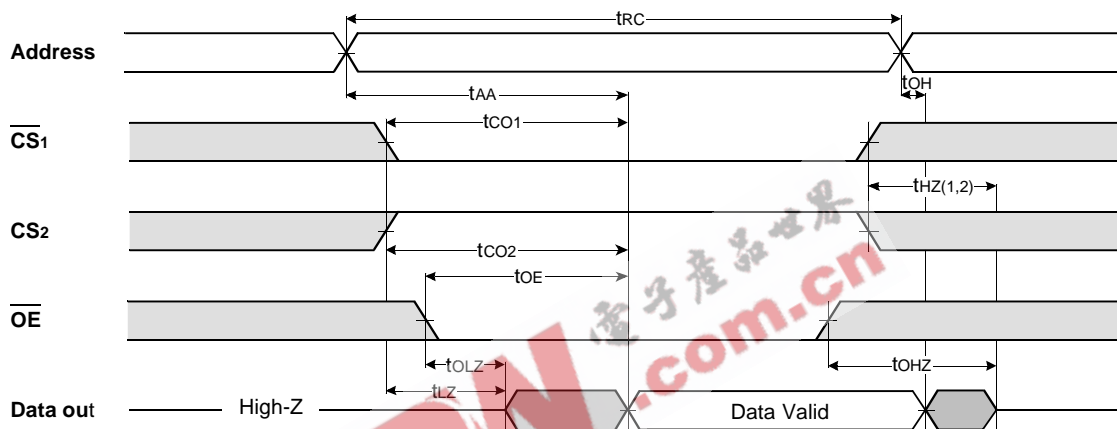 tRC
Address
tOH
tAA
tCO1
CS1
tHZ(1,2)
CS2
tCO2
tOE
OE
tOLZ
tOHZ
tLZ
Data out
High-Z
Data Valid
電子產品世界
.com.cn